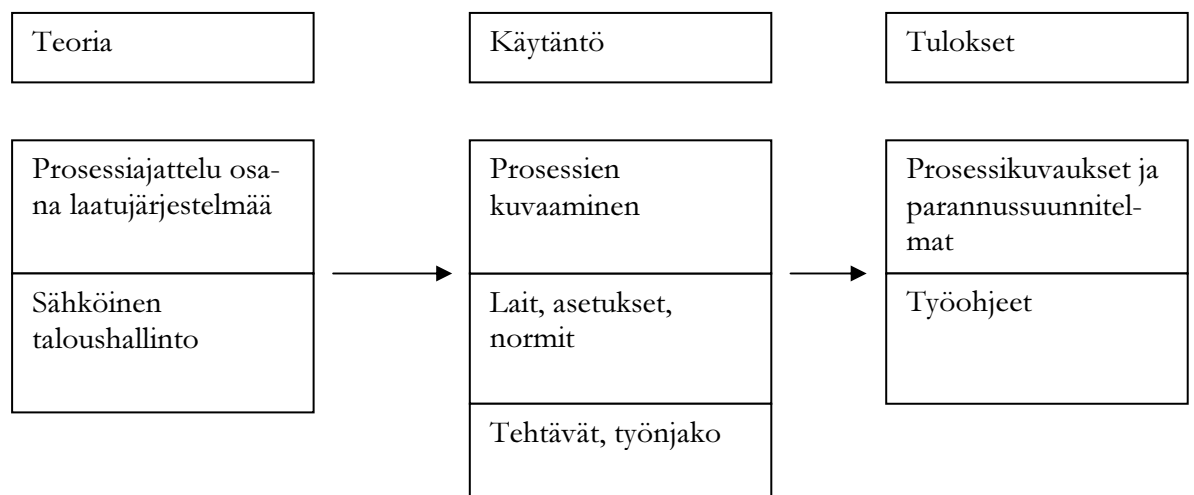 Teoria
Käytäntö
Tulokset
Prosessiajattelu osa-
na laatujärjestelmää
Sähköinen
taloushallinto
Prosessien
kuvaaminen
Lait, asetukset,
normit
Tehtävät, työnjako
Prosessikuvaukset ja
parannussuunnitel-
mat
Työohjeet